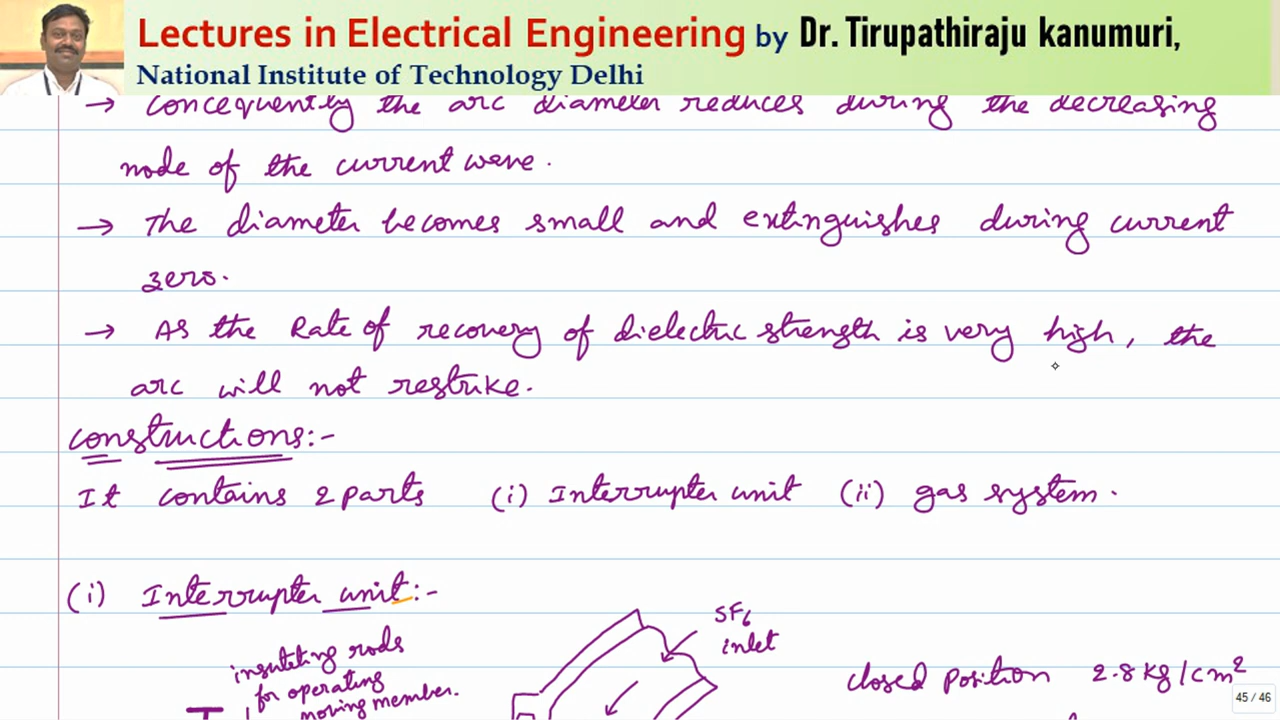 Lectures in Electrical Engineering by Dr. Tirupathiraju kanumuri,
National Institute of Technology Delhi
→ Concequently the arc diameter reduces during the decreasing
mode of the current wave.
→ The diameter becomes small and extinguishes during current
zero.
→ As the Rate of recovery of dielectric strength is very high, the
arc will not restrike.
Constructions:-
It contains 2 parts (i) Interrupter unit (ii) gas system.
(i) Interrupter unit:-
SF6
inlet
insulating rods
for operating
moving member.
closed position 2.8 Kg/cm²
45 / 46